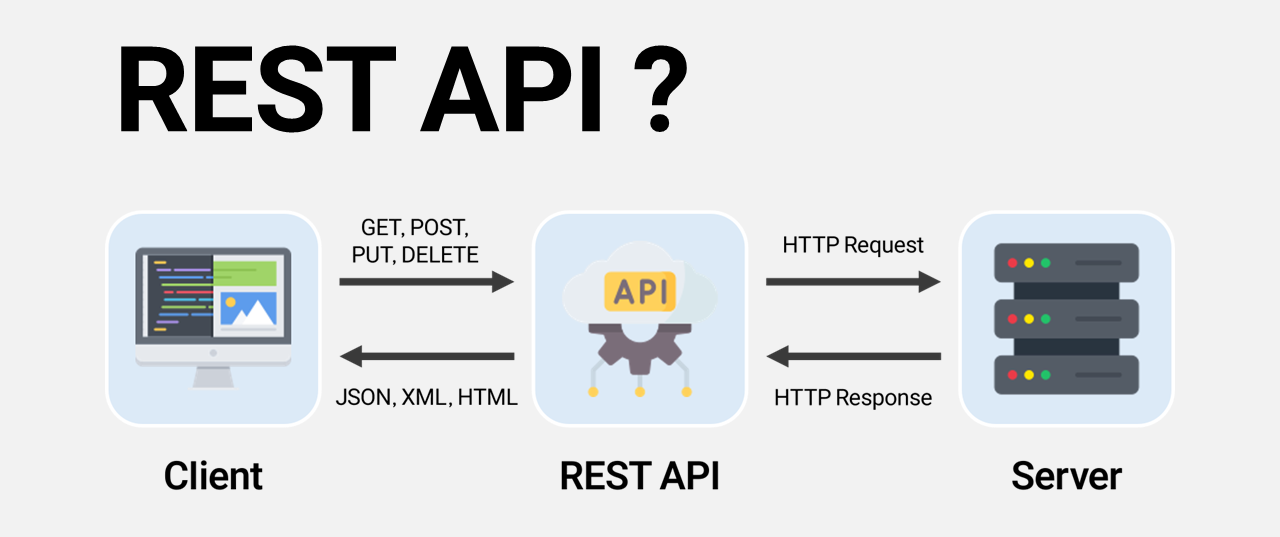 REST API ?
GET, POST,
PUT, DELETE
HTTP Request
API
JSON, XML, HTML
HTTP Response
Client
REST API
Server